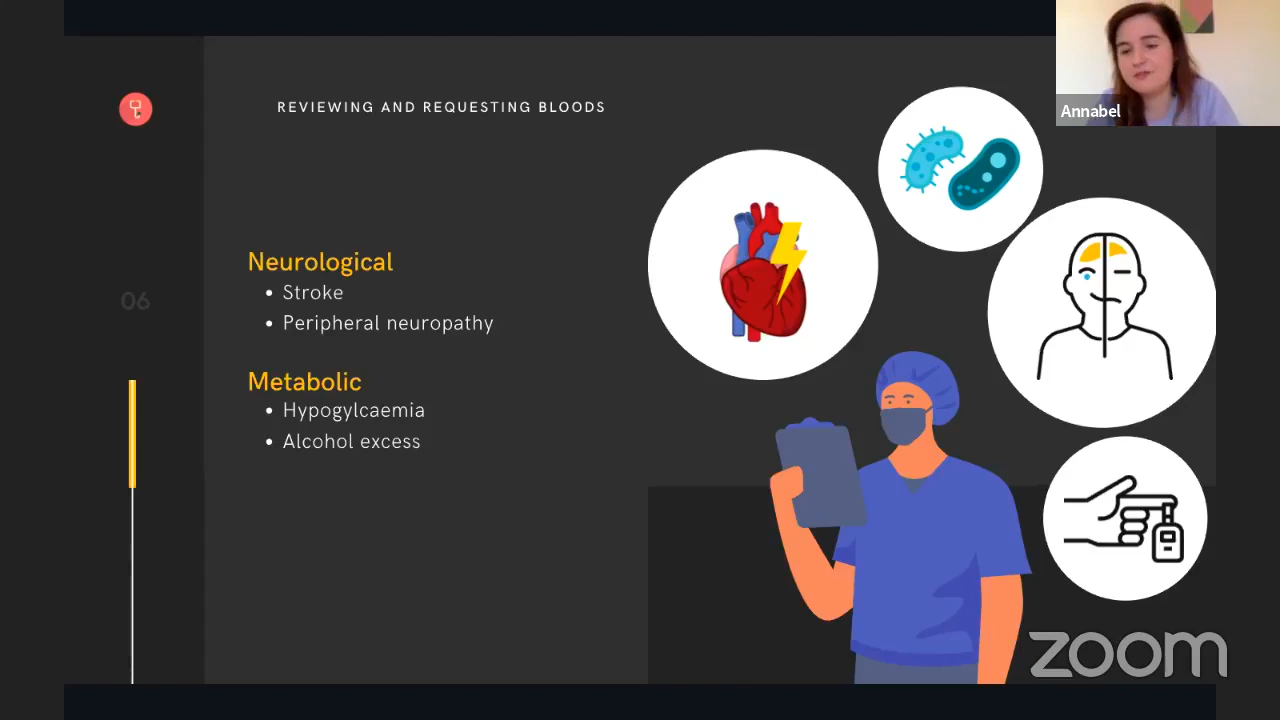 REVIEWING AND REQUESTING BLOODS
Annabel
Neurological
• Stroke
• Peripheral neuropathy
06
Metabolic
• Hypogylcaemia
• Alcohol excess
zoom